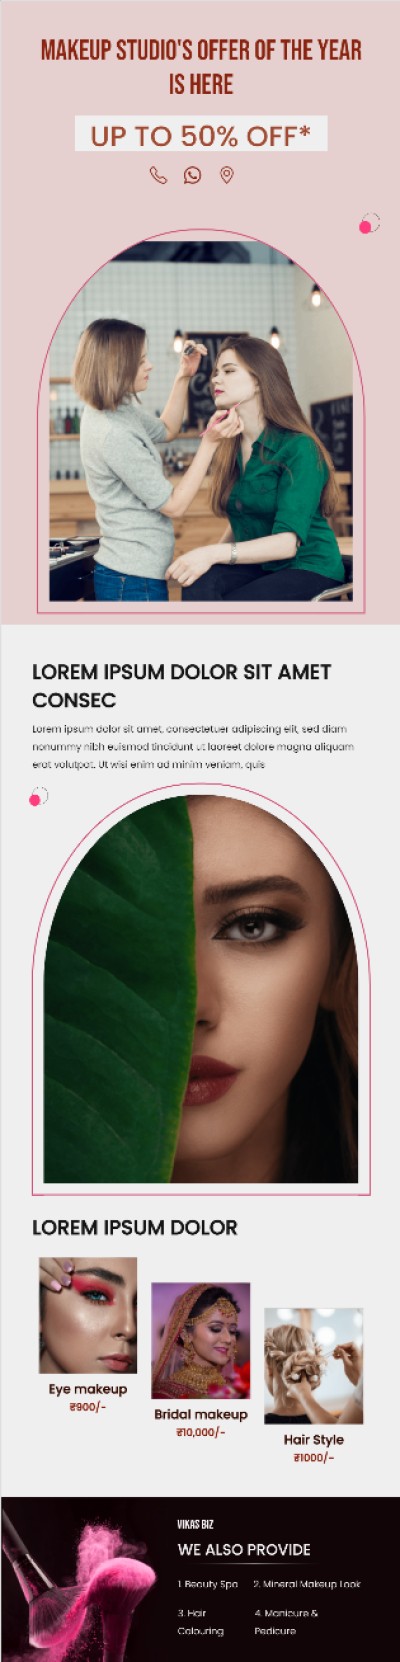 MAKEUP STUDIO'S OFFER OF THE YEAR
IS HERE
UP TO 50% OFF*
LOREM IPSUM DOLOR SIT AMET
CONSEC
Lorem ipsum dolor sit amet, consectetuer adipiscing elit, sed diam
nonummy nibh euismod tincidunt ut laoreet dolore magna aliquam
erat volutpat. Ut wisi enim ad minim veniam, quis
LOREM IPSUM DOLOR
Eye makeup
₹900/-
Bridal makeup
₹10,000/-
Hair Style
₹1000/-
VIKAS BIZ
WE ALSO PROVIDE
1. Beauty Spa
2. Mineral Makeup Look
3. Hair
Colouring
4. Manicure &
Pedicure